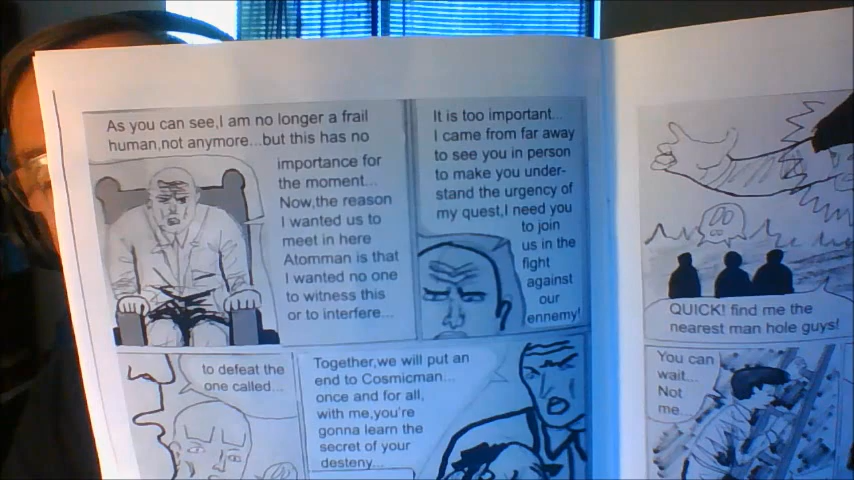 As you can see,I am no longer a frail
human,not anymore...but this has no
importance for
the moment...
Now,the reason
I wanted us to
meet in here
Atomman is that
I wanted no one
to witness this
or to interfere...
It is too important...
I came from far away
to see you in person
to make you under-
stand the urgency of
my quest,I need you
to join
us in the
fight
against
our
ennemy!
to defeat the
one called...
Together,we will put an
end to Cosmicman...
once and for all,
with me,you're
gonna learn the
secret of your
desteny...
QUICK! find me the
nearest man hole guys!
You can
wait...
Not
me...